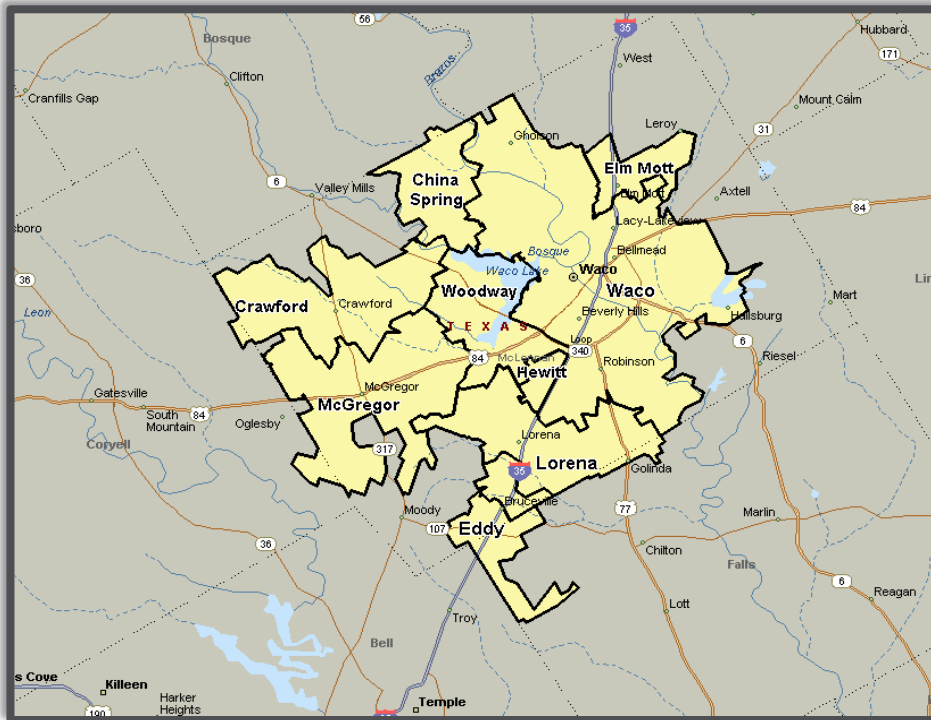 56
35
Hubbard
Bosque
171
West
Clifton
Brazos
Cranfills Gap
Mount Calm
Leroy
31
Gholson
Elm Mott
China
Spring
6
Valley Mills
Elm Mott
Axtell
84
Lacy-Lakeview
sboro
Bosque
Bellmead
Waco Lake
Waco
36
Woodway
Waco
Lin
Mart
Crawford
Crawford
Leon
Beverly Hills
Hallsburg
TEXAS
6
Loop
340
84
McLennan
Riesel
Robinson
Hewitt
McGregor
Gatesville
McGregor
South
Mountain
84
Oglesby
Coryell
317
Lorena
Lorena
35
Golinda
Bruceville
Moody
77
Marlin
107
Eddy
36
Chilton
Falls
6
Reagan
Troy
Lott
Bell
s Cove
Killeen
Harker
Heights
Temple
190